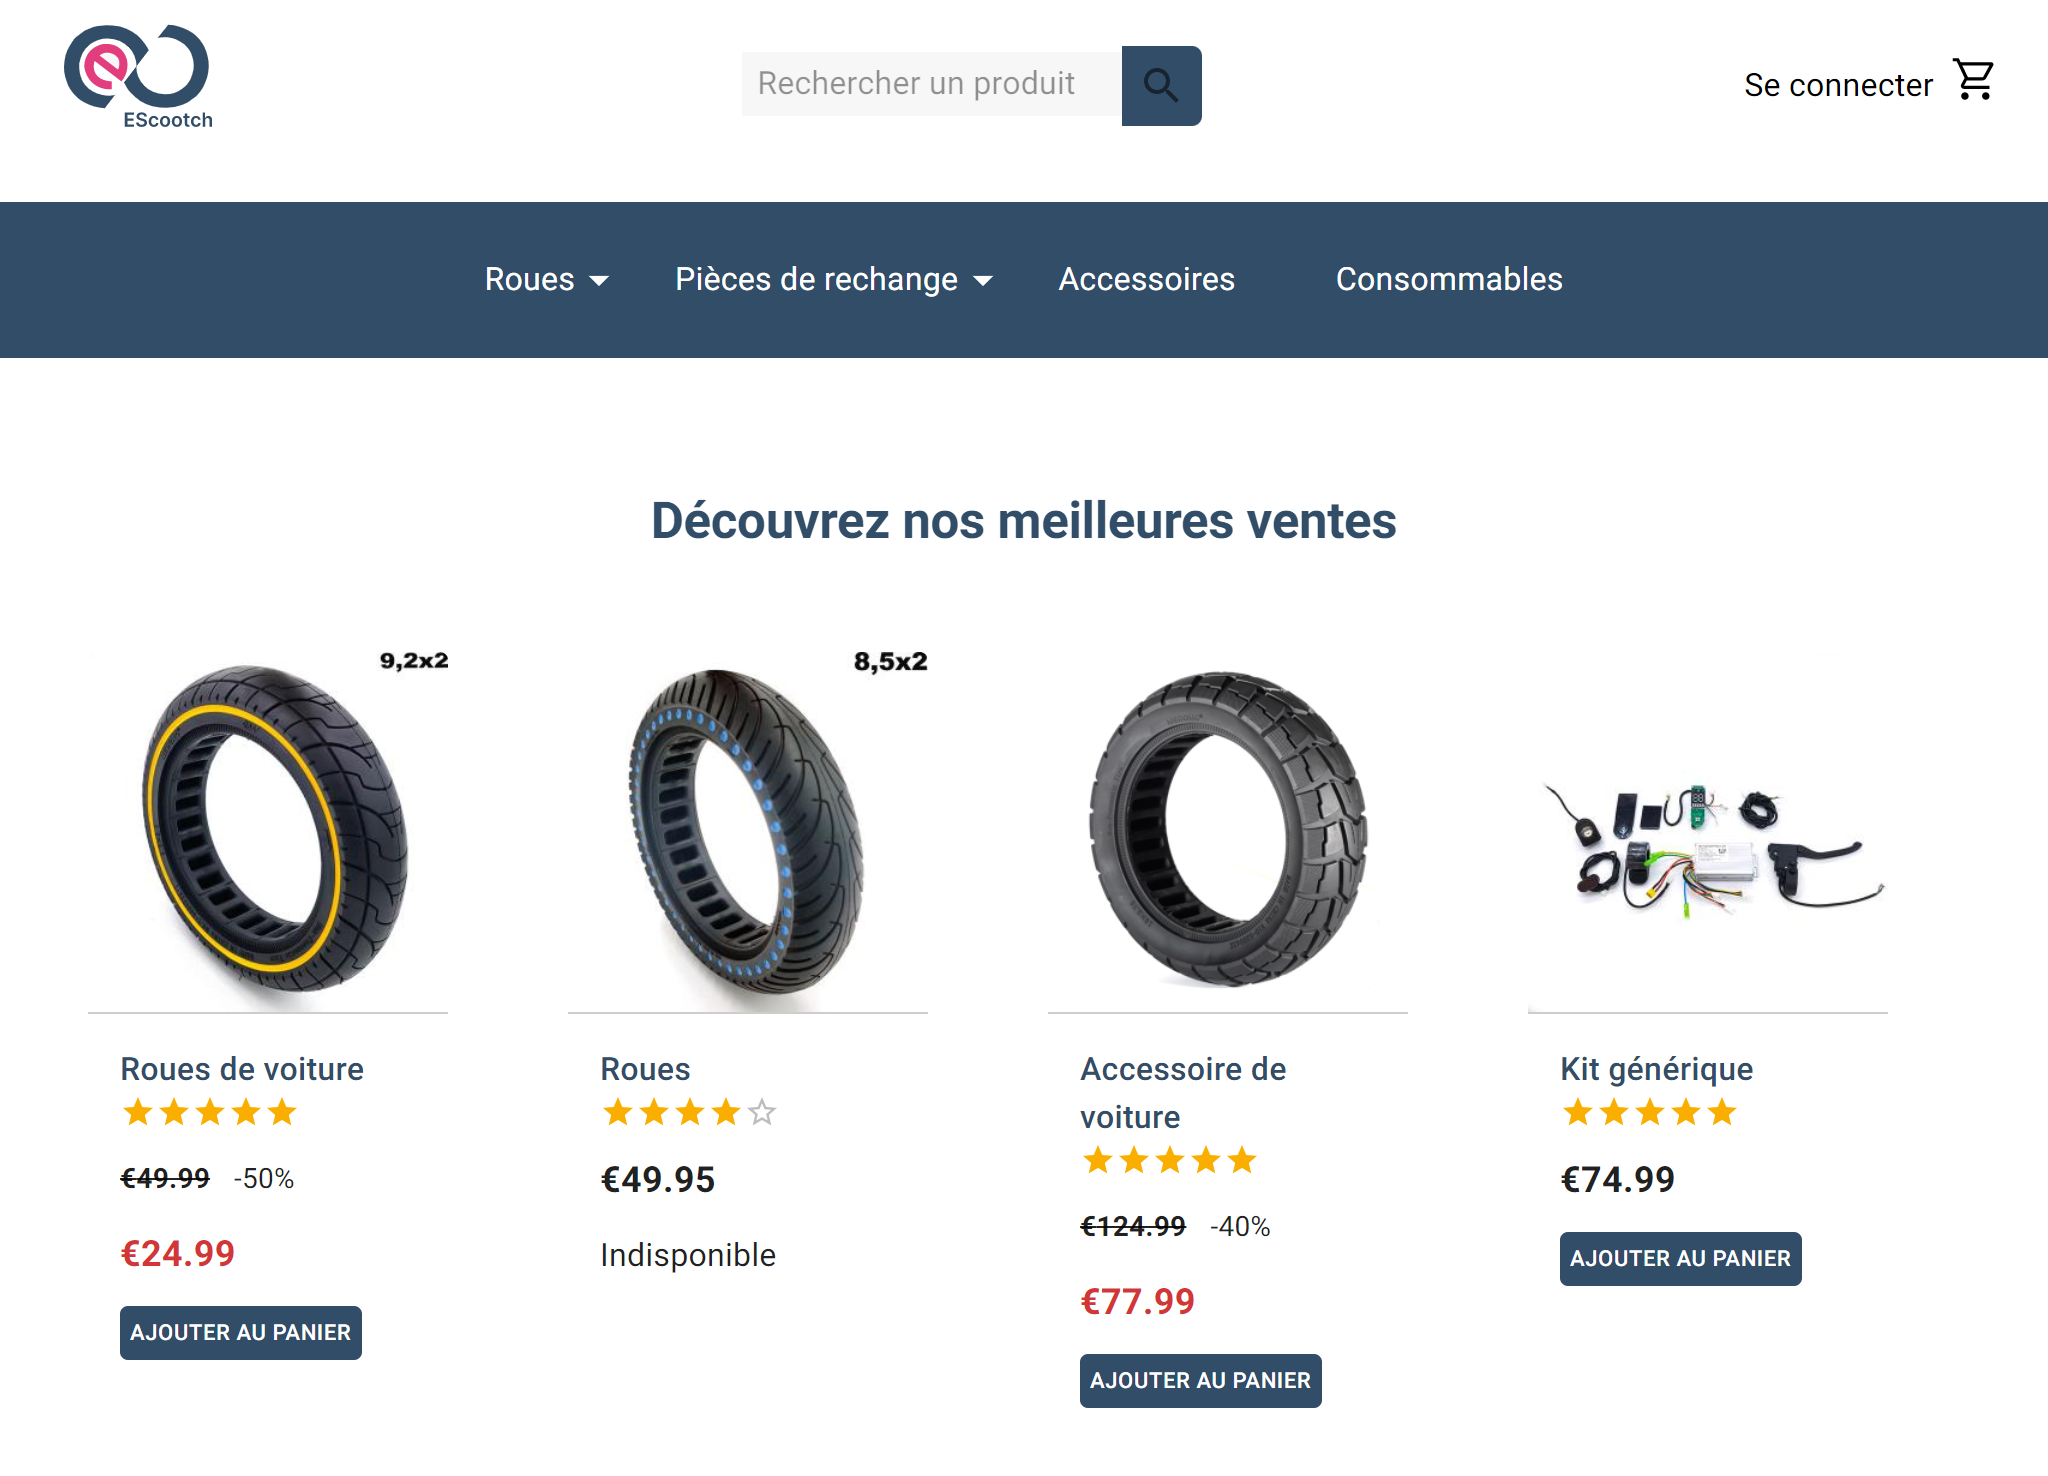 EScootch
Rechercher un produit
Se connecter
Roues
Pièces de rechange
Accessoires
Consommables
Découvrez nos meilleures ventes
9,2x2
8,5x2
Roues de voiture
€49.99 -50%
€24.99
AJOUTER AU PANIER
Roues
€49.95
Indisponible
Accessoire de
voiture
€124.99 -40%
€77.99
AJOUTER AU PANIER
Kit générique
€74.99
AJOUTER AU PANIER